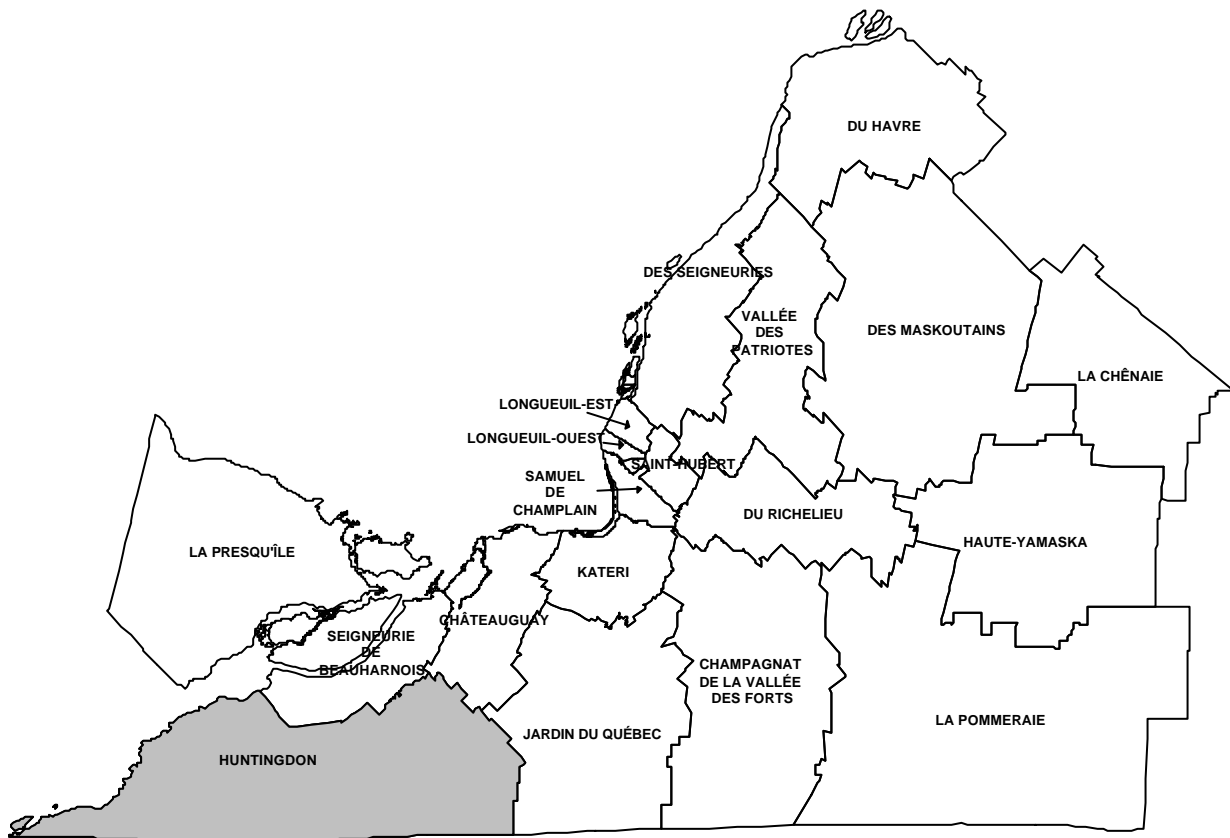 DU HAVRE
DES SEIGNEURIES
VALLÉE
DES
PATRIOTES
DES MASKOUTAINS
LA CHÊNAIE
LONGUEUIL-EST
LONGUEUIL-OUEST
SAINT-HUBERT
SAMUEL
DE
CHAMPLAIN
DU RICHELIEU
HAUTE-YAMASKA
LA PRESQU'ÎLE
KATERI
CHÂTEAUGUAY
SEIGNEURIE
DE
BEAUHARNOIS
CHAMPAGNAT
DE LA VALLÉE
DES FORTS
LA POMMERAIE
JARDIN DU QUÉBEC
HUNTINGDON